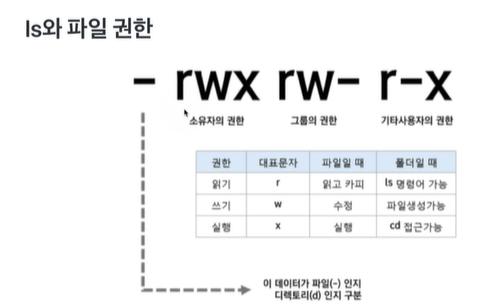 ls와 파일 권한
- rwx rw- r-x
소유자의 권한 그룹의 권한 기타사용자의 권한
권한 대표문자 파일일 때 폴더일 때
읽기 r 읽고 카피 ls 명령어 가능
쓰기 w 수정 파일생성가능
실행 x 실행 cd 접근가능
이 데이터가 파일(-) 인지
디렉토리(d) 인지 구분